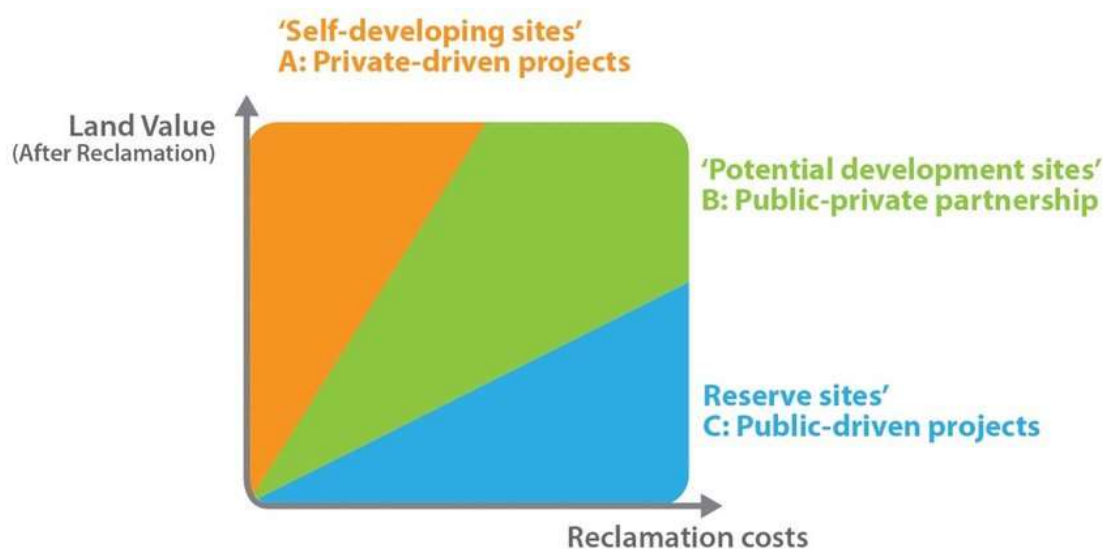 ‘Self-developing sites’
A: Private-driven projects
Land Value
(After Reclamation)
‘Potential development sites’
B: Public-private partnership
Reserve sites’
C: Public-driven projects
Reclamation costs